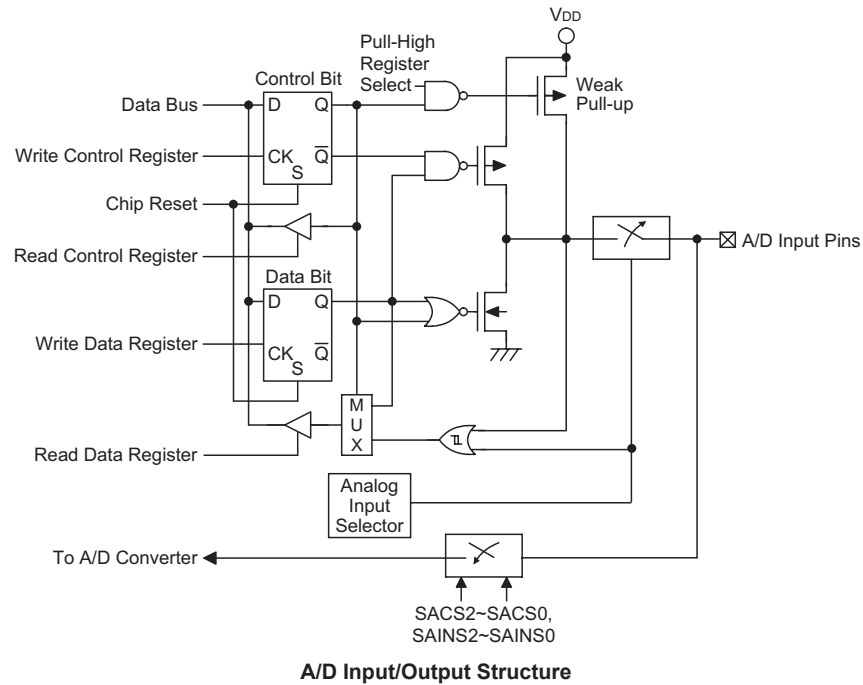 VDD
Pull-High
Register
Select
Control Bit
Weak
Pull-up
Data Bus
D
Q
Write Control Register
CK
Q
S
Chip Reset
Read Control Register
A/D Input Pins
Data Bit
D
Q
Write Data Register
CK
Q
S
M
U
X
Read Data Register
Analog
Input
Selector
To A/D Converter
SACS2~SACS0,
SAINS2~SAINS0
A/D Input/Output Structure